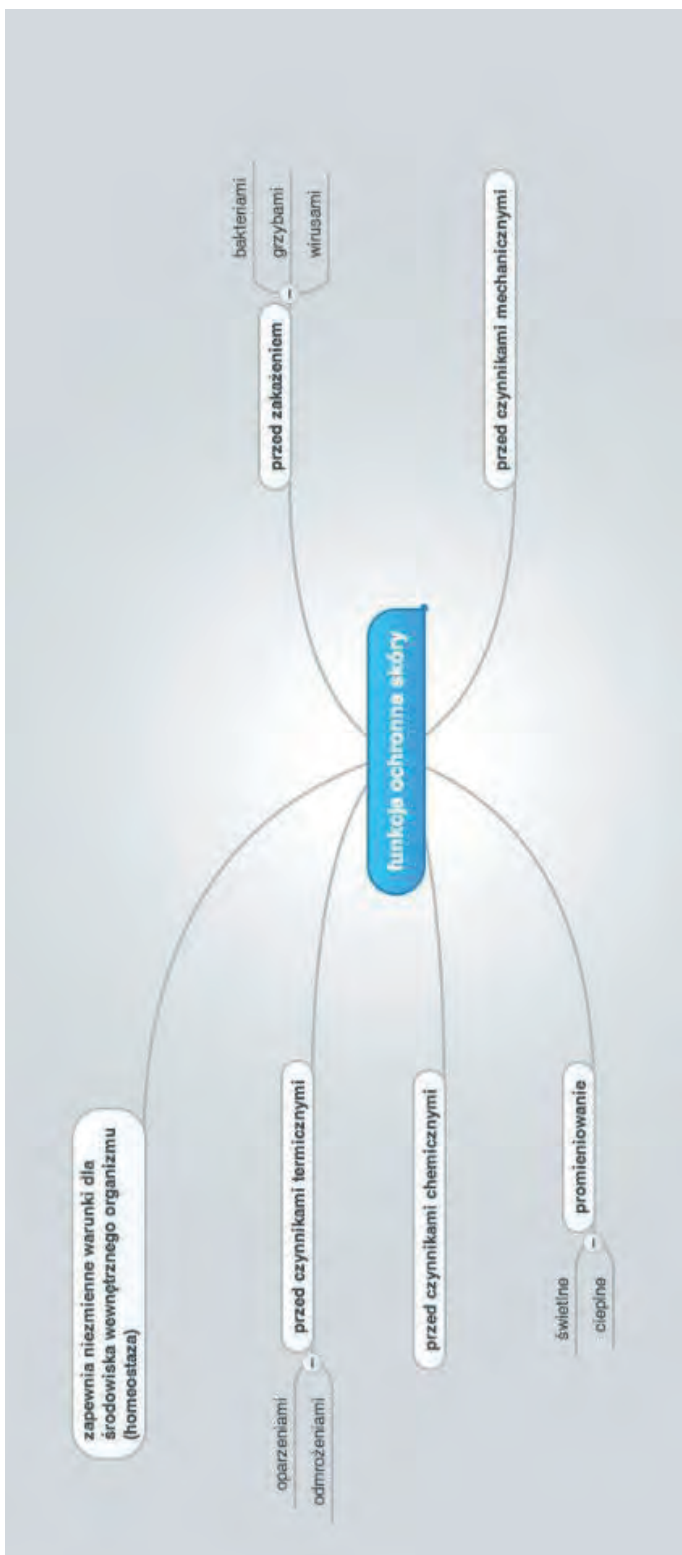 zapewnia niezmienne warunki dla
środowiska wewnętrznego organizmu
(homeostaza)
oparzeniami
odmrożeniami
przed czynnikami termicznymi
przed czynnikami chemicznymi
świetlne
cieplne
promieniowanie
funkcja ochronna skóry
przed zakażeniem
bakteriami
grzybami
wirusami
przed czynnikami mechanicznymi